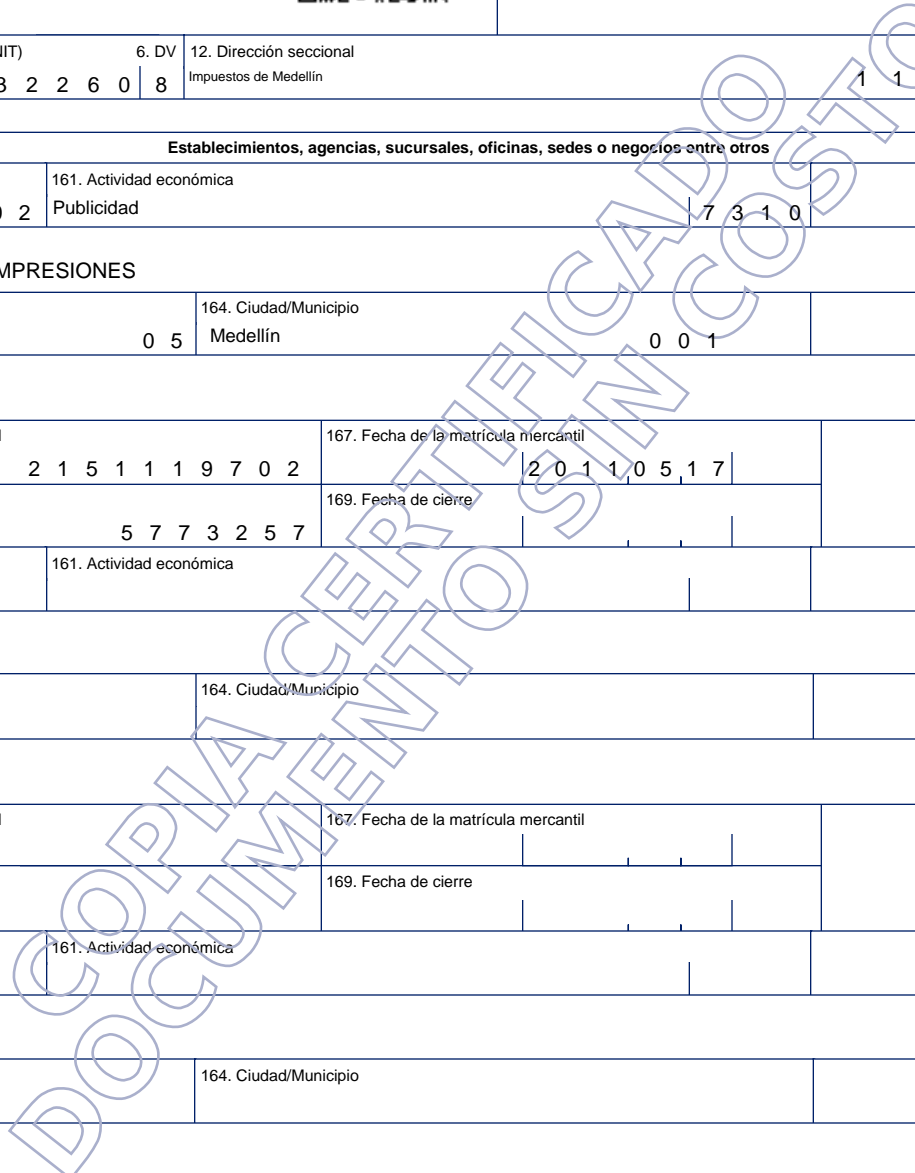 6. DV 12. Dirección seccional
2 2 6 0 8 Impuestos de Medellín 1 1
Establecimientos, agencias, sucursales, oficinas, sedes o negocios entre otros
161. Actividad económica
2 Publicidad 7 3 1 0
MPRESIONES
164. Ciudad/Municipio
0 5 Medellín 0 0 1
167. Fecha de la matrícula mercantil
2 1 5 1 1 1 9 7 0 2 2 0 1 1 0 5 1 7
169. Fecha de cierre
5 7 7 3 2 5 7
161. Actividad económica
164. Ciudad/Municipio
167. Fecha de la matrícula mercantil
169. Fecha de cierre
161. Actividad económica
164. Ciudad/Municipio
COPIA CERTIFICADO
DOCUMENTO SIN COSTO